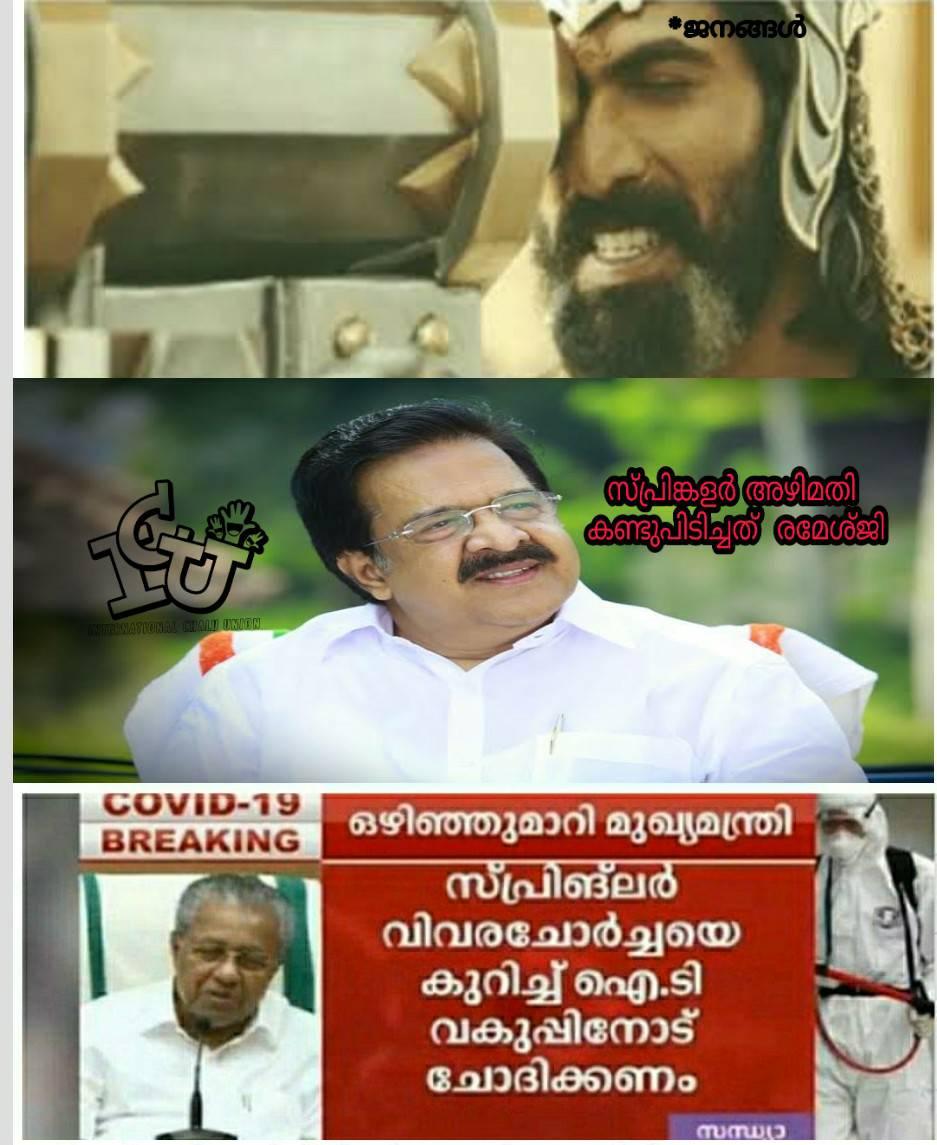 *ജനങ്ങൾ
സ്പ്രിങ്കളർ അഴിമതി
കണ്ടുപിടിച്ചത് രമേശ്ജി
ICU
INTERNATIONAL CHALU UNION
COVID-19
BREAKING
ഒഴിഞ്ഞുമാറി മുഖ്യമന്ത്രി
സ്പ്രിങ്ലർ
വിവരചോർച്ചയെ
കുറിച്ച് ഐ.ടി
വകുപ്പിനോട്
ചോദിക്കണം
സന്ധ്യാ